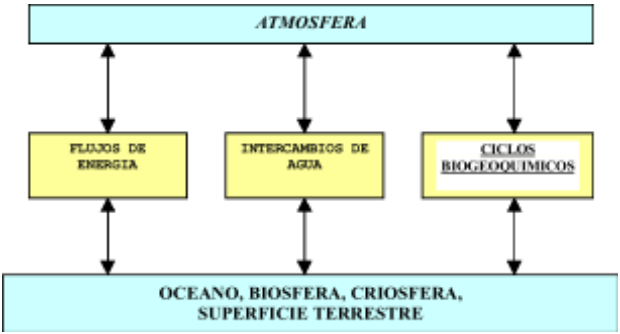 ATMOSFERA
FLUJOS DE
ENERGIA
INTERCAMBIOS DE
AGUA
CICLOS
BIOGEOQUIMICOS
OCEANO, BIOSFERA, CRIOSFERA,
SUPERFICIE TERRESTRE